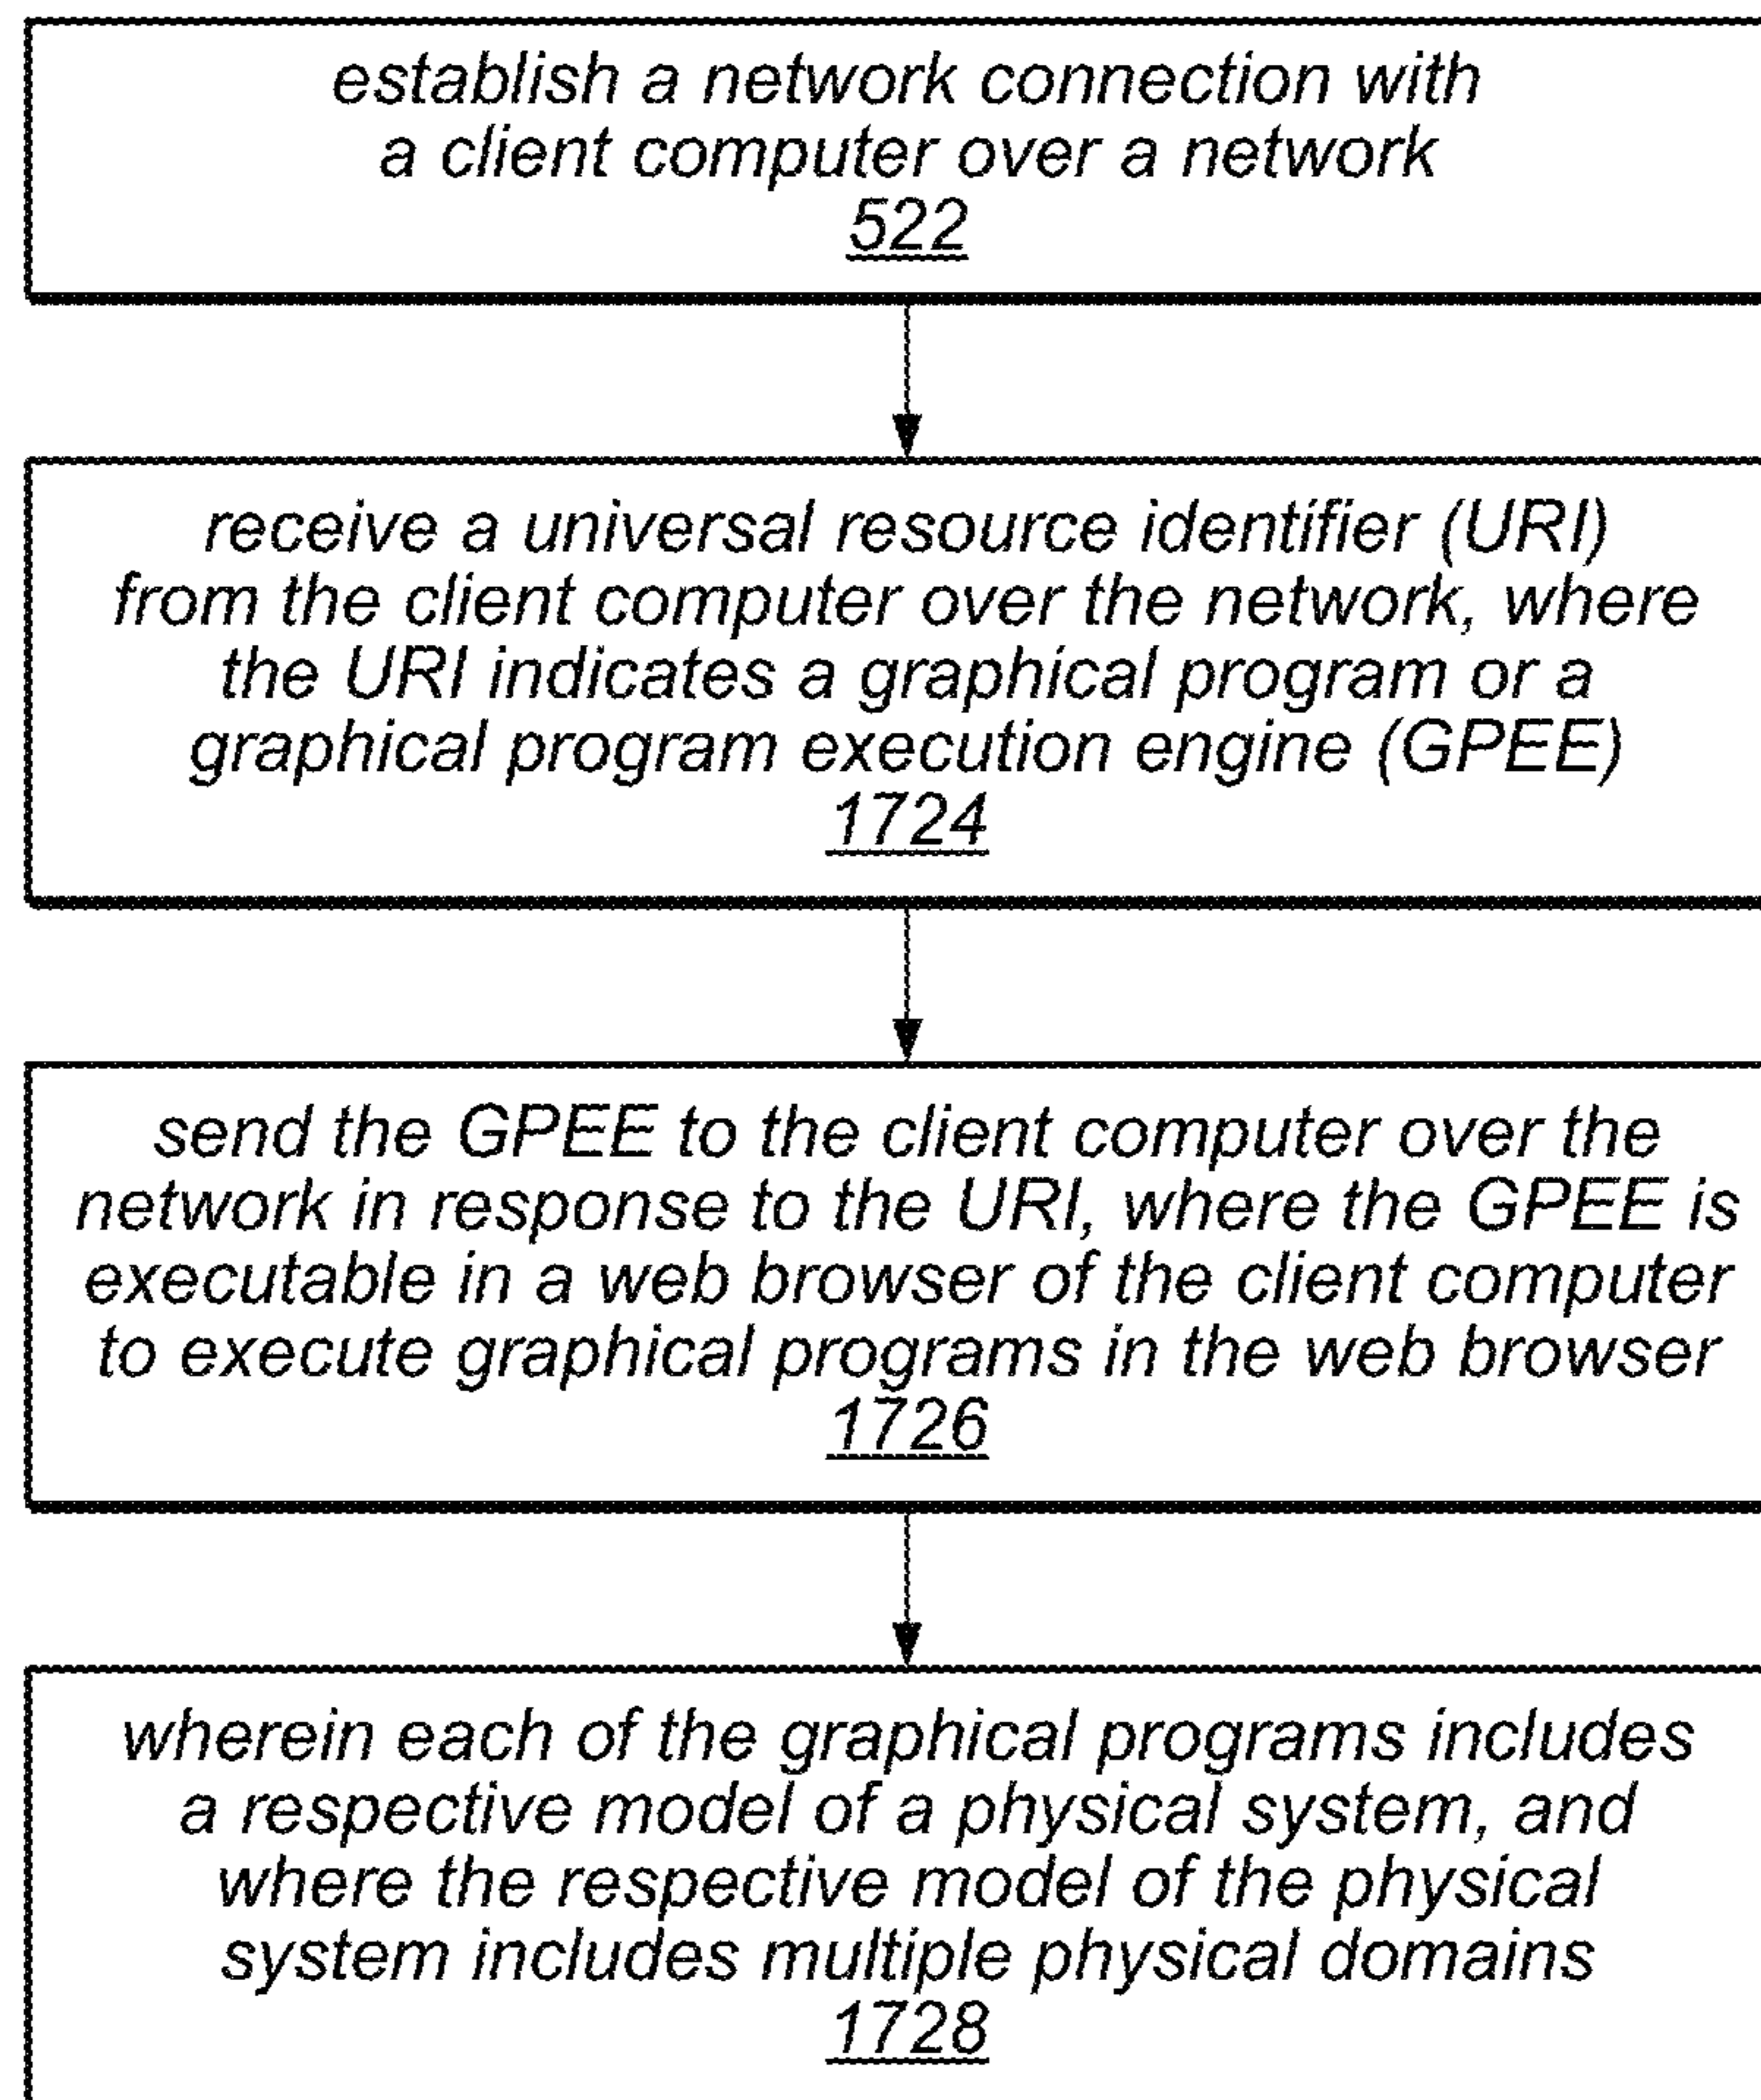 establish a network connection with
a client computer over a network
522
receive a universal resource identifier (URI)
from the client computer over the network, where
the URI indicates a graphical program or a
graphical program execution engine (GPEE)
1724
send the GPEE to the client computer over the
network in response to the URI, where the GPEE is
executable in a web browser of the client computer
to execute graphical programs in the web browser
1726
wherein each of the graphical programs includes
a respective model of a physical system, and
where the respective model of the physical
system includes multiple physical domains
1728